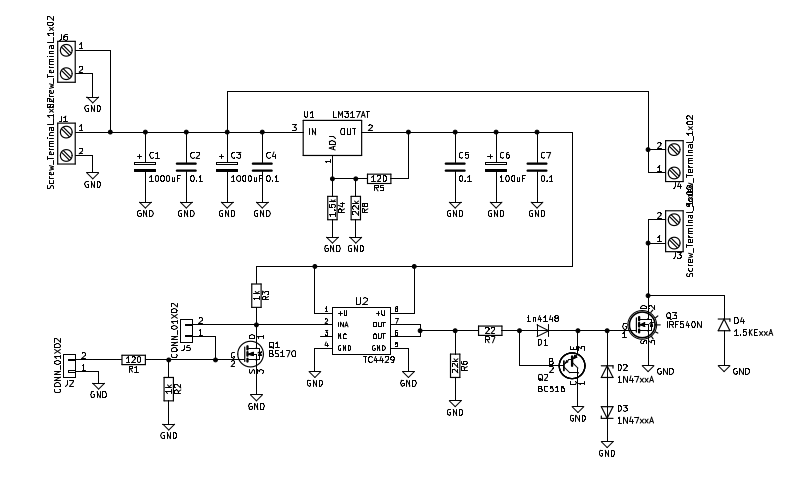 J6
Screw_Terminal_1x02
1
2
GND
J1
Screw_Terminal_1x02
1
2
GND
C1
1000uF
GND
C2
0.1
GND
C3
1000uF
GND
C4
0.1
GND
U1 LM317AT
3 IN OUT 2
ADJ
1
120
R5
1.5k
R4
GND
22k
R8
GND
C5
0.1
GND
C6
100uF
GND
C7
0.1
GND
2
1
J4
Screw_Terminal_1x02
2
1
J3
Screw_Terminal_1x02
1k
R3
U2
1 +U +U 8
2 INA OUT 7
3 NC OUT 6
4 GND GND 5
TC4429
GND
GND
CONN_01X02
2
1
J5
CONN_01X02
2
1
J2
GND
120
R1
1k
R2
GND
D 1
G
2
S 3
Q1
BS170
GND
22k
R6
GND
22
R7
1n4148
D1
E 3
B
2
C 1
Q2
BC516
GND
D2
1N47xxA
D3
1N47xxA
GND
D 2
G
1
S 3
Q3
IRF540N
GND
D4
1.5KExxA
GND